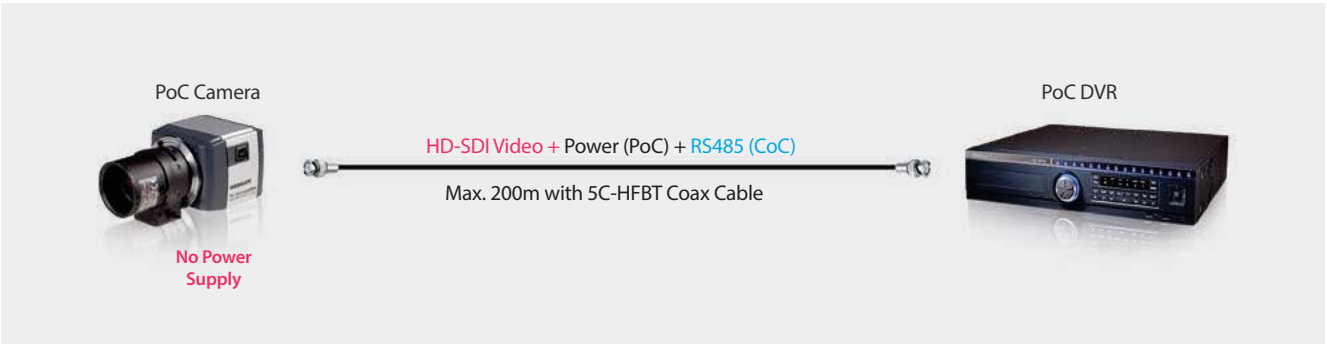 PoC Camera
PoC DVR
HD-SDI Video + Power (PoC) + RS485 (CoC)
Max. 200m with 5C-HFBT Coax Cable
No Power
Supply